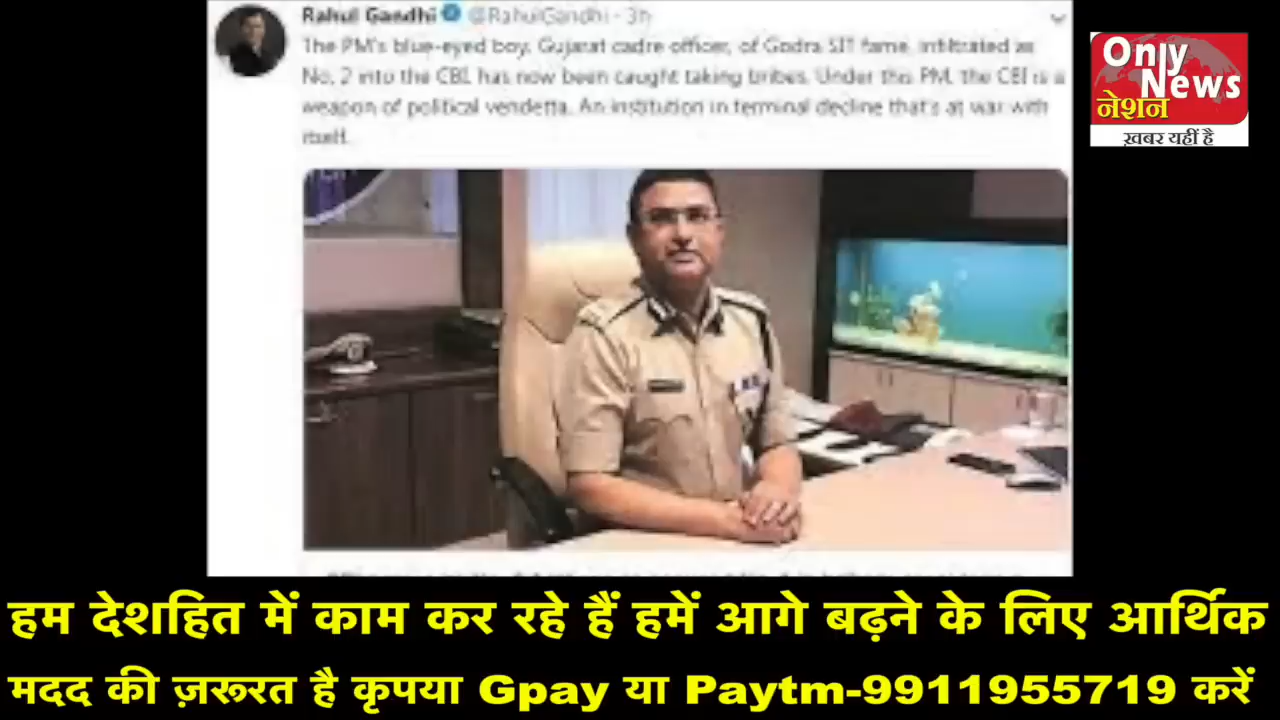 Rahul Gandhi @RahulGandhi - 3h
The PM's blue-eyed boy, Gujarat cadre officer, of Godra SIT fame, infiltrated as
No. 2 into the CBI, has now been caught taking bribes. Under this PM, the CBI is a
weapon of political vendetta. An institution in terminal decline that's at war with
itself.
Only
News
नेशन
ख़बर यहीं है
हम देशहित में काम कर रहे हैं हमें आगे बढ़ने के लिए आर्थिक
मदद की ज़रूरत है कृपया Gpay या Paytm-9911955719 करें